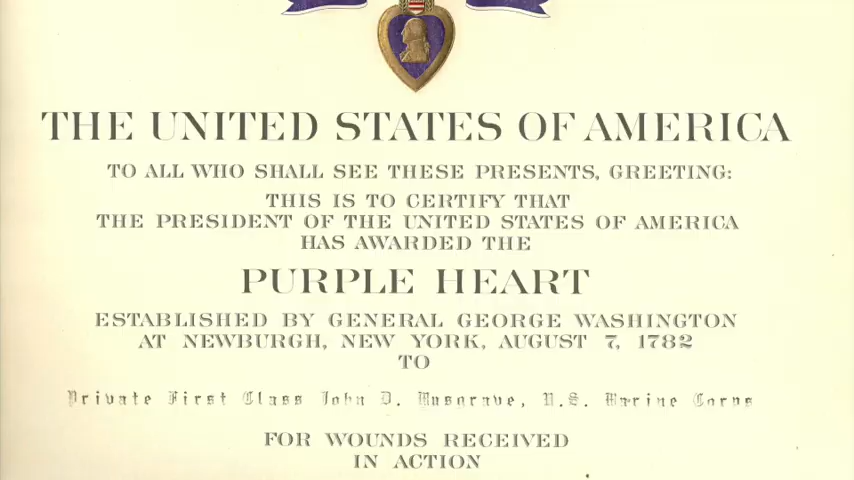 THE UNITED STATES OF AMERICA
TO ALL WHO SHALL SEE THESE PRESENTS, GREETING:
THIS IS TO CERTIFY THAT
THE PRESIDENT OF THE UNITED STATES OF AMERICA
HAS AWARDED THE
PURPLE HEART
ESTABLISHED BY GENERAL GEORGE WASHINGTON
AT NEWBURGH, NEW YORK, AUGUST 7, 1782
TO
Private First Class John D. Musgrave, U.S. Marine Corps
FOR WOUNDS RECEIVED
IN ACTION